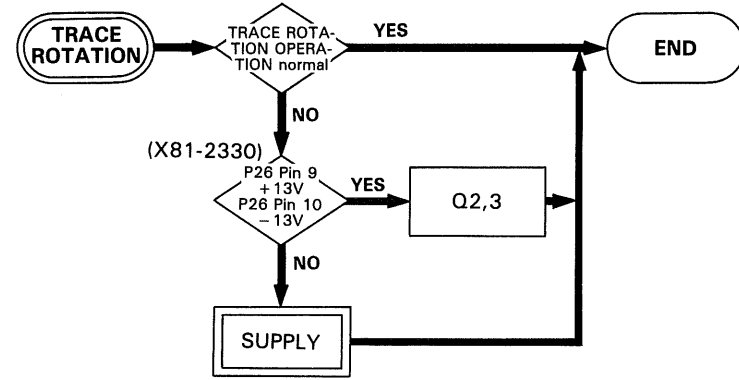 TRACE
ROTATION
TRACE ROTA-
TION OPERA-
TION normal
YES
END
NO
(X81-2330)
P26 Pin 9
+13V
P26 Pin 10
−13V
YES
Q2,3
NO
SUPPLY